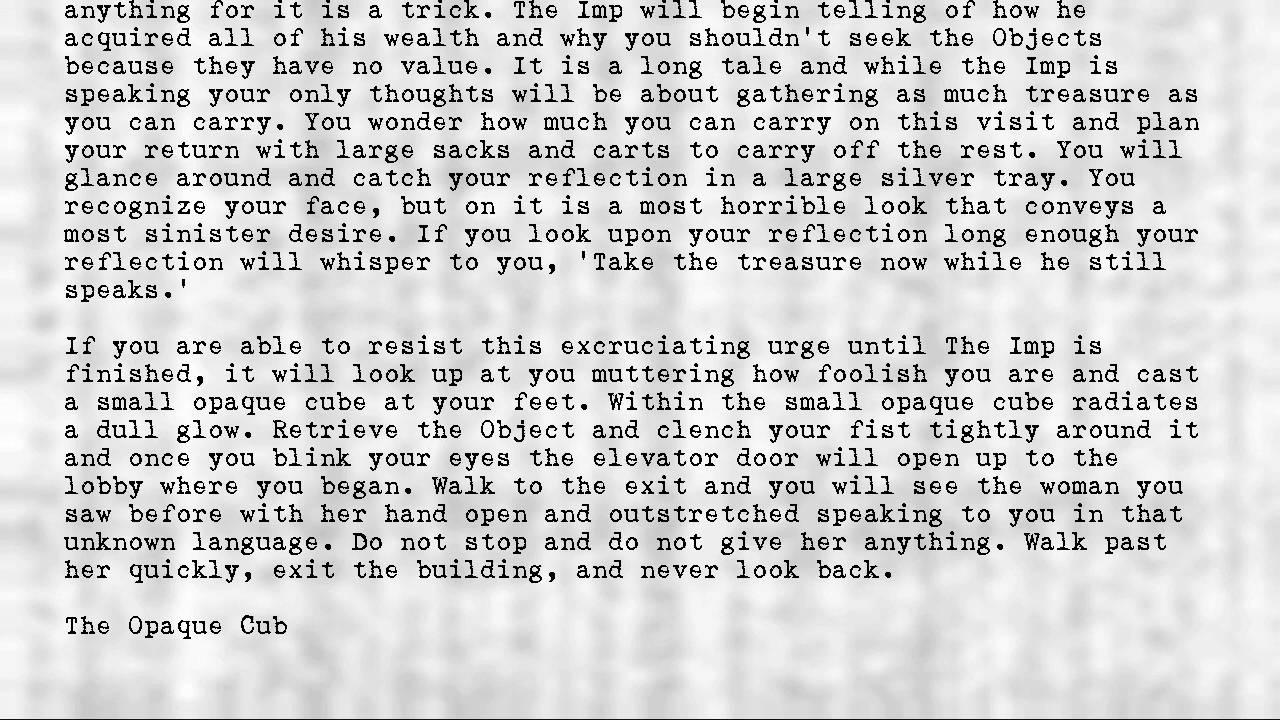 anything for it is a trick. The Imp will begin telling of how he
acquired all of his wealth and why you shouldn't seek the Objects
because they have no value. It is a long tale and while the Imp is
speaking your only thoughts will be about gathering as much treasure as
you can carry. You wonder how much you can carry on this visit and plan
your return with large sacks and carts to carry off the rest. You will
glance around and catch your reflection in a large silver tray. You
recognize your face, but on it is a most horrible look that conveys a
most sinister desire. If you look upon your reflection long enough your
reflection will whisper to you, 'Take the treasure now while he still
speaks.'

If you are able to resist this excruciating urge until The Imp is
finished, it will look up at you muttering how foolish you are and cast
a small opaque cube at your feet. Within the small opaque cube radiates
a dull glow. Retrieve the Object and clench your fist tightly around it
and once you blink your eyes the elevator door will open up to the
lobby where you began. Walk to the exit and you will see the woman you
saw before with her hand open and outstretched speaking to you in that
unknown language. Do not stop and do not give her anything. Walk past
her quickly, exit the building, and never look back.

The Opaque Cub